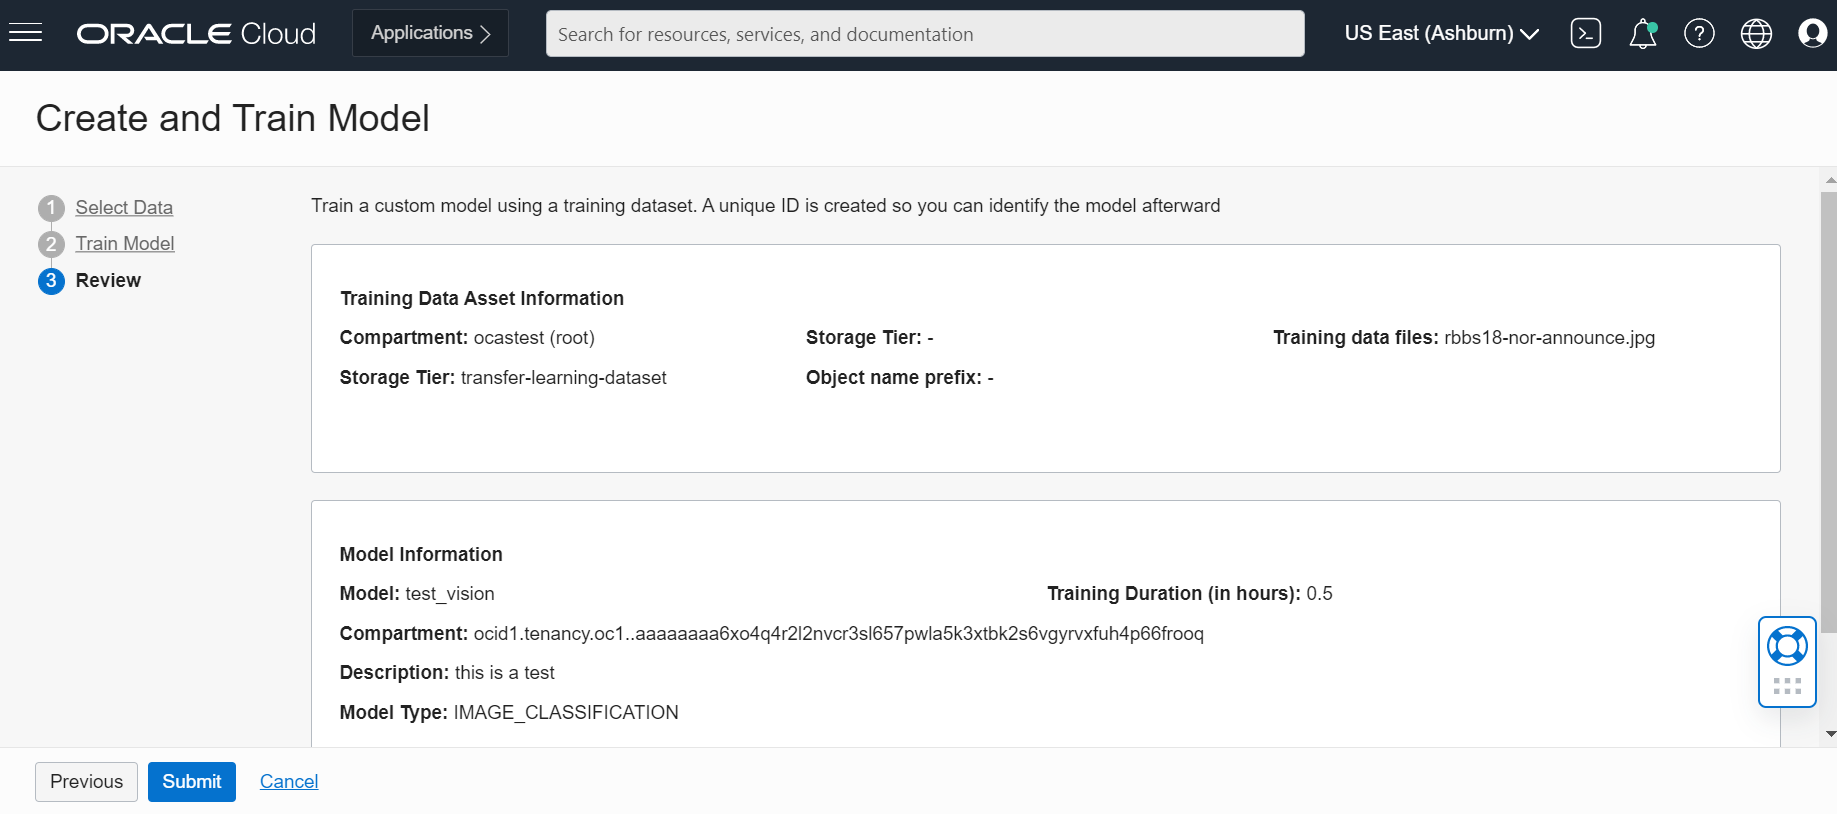 ORACLE Cloud
Applications
Search for resources, services, and documentation
US East (Ashburn)
Create and Train Model
1 Select Data
2 Train Model
3 Review
Train a custom model using a training dataset. A unique ID is created so you can identify the model afterward
Training Data Asset Information
Compartment: ocastest (root)
Storage Tier: -
Training data files: rbbs18-nor-announce.jpg
Storage Tier: transfer-learning-dataset
Object name prefix: -
Model Information
Model: test_vision
Training Duration (in hours): 0.5
Compartment: ocid1.tenancy.oc1..aaaaaaaa6xo4q4r2l2nvcr3sl657pwla5k3xtbk2s6vgyrvxfuh4p66frooq
Description: this is a test
Model Type: IMAGE_CLASSIFICATION
Previous
Submit
Cancel